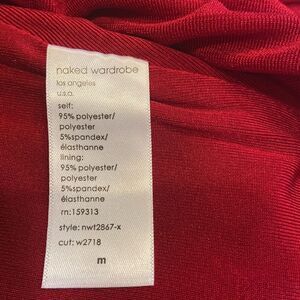 naked wardrobe
los angeles
u.s.a.
self:
95% polyester/
polyester
5%spandex/
élasthanne
lining:
95% polyester/
polyester
5%spandex/
élasthanne
rn:159313
style: nwt2867-x
cut: w2718
m